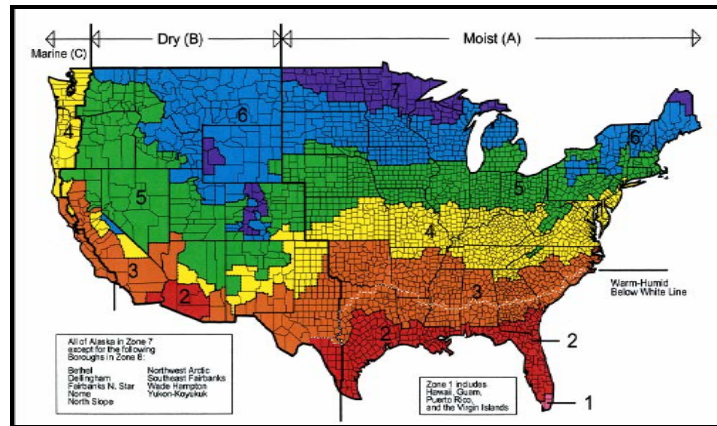 Marine (C)
Dry (B)
Moist (A)
7
6
6
4
5
5
4
3
3
2
2
Warm-Humid
Below White Line
2
1
All of Alaska in Zone 7
except for the following
Boroughs in Zone 8:
Bethel
Dellingham
Fairbanks N. Star
Nome
North Slope
Northwest Arctic
Southeast Fairbanks
Wade Hampton
Yukon-Koyukuk
Zone 1 includes
Hawaii, Guam,
Puerto Rico,
and the Virgin Islands